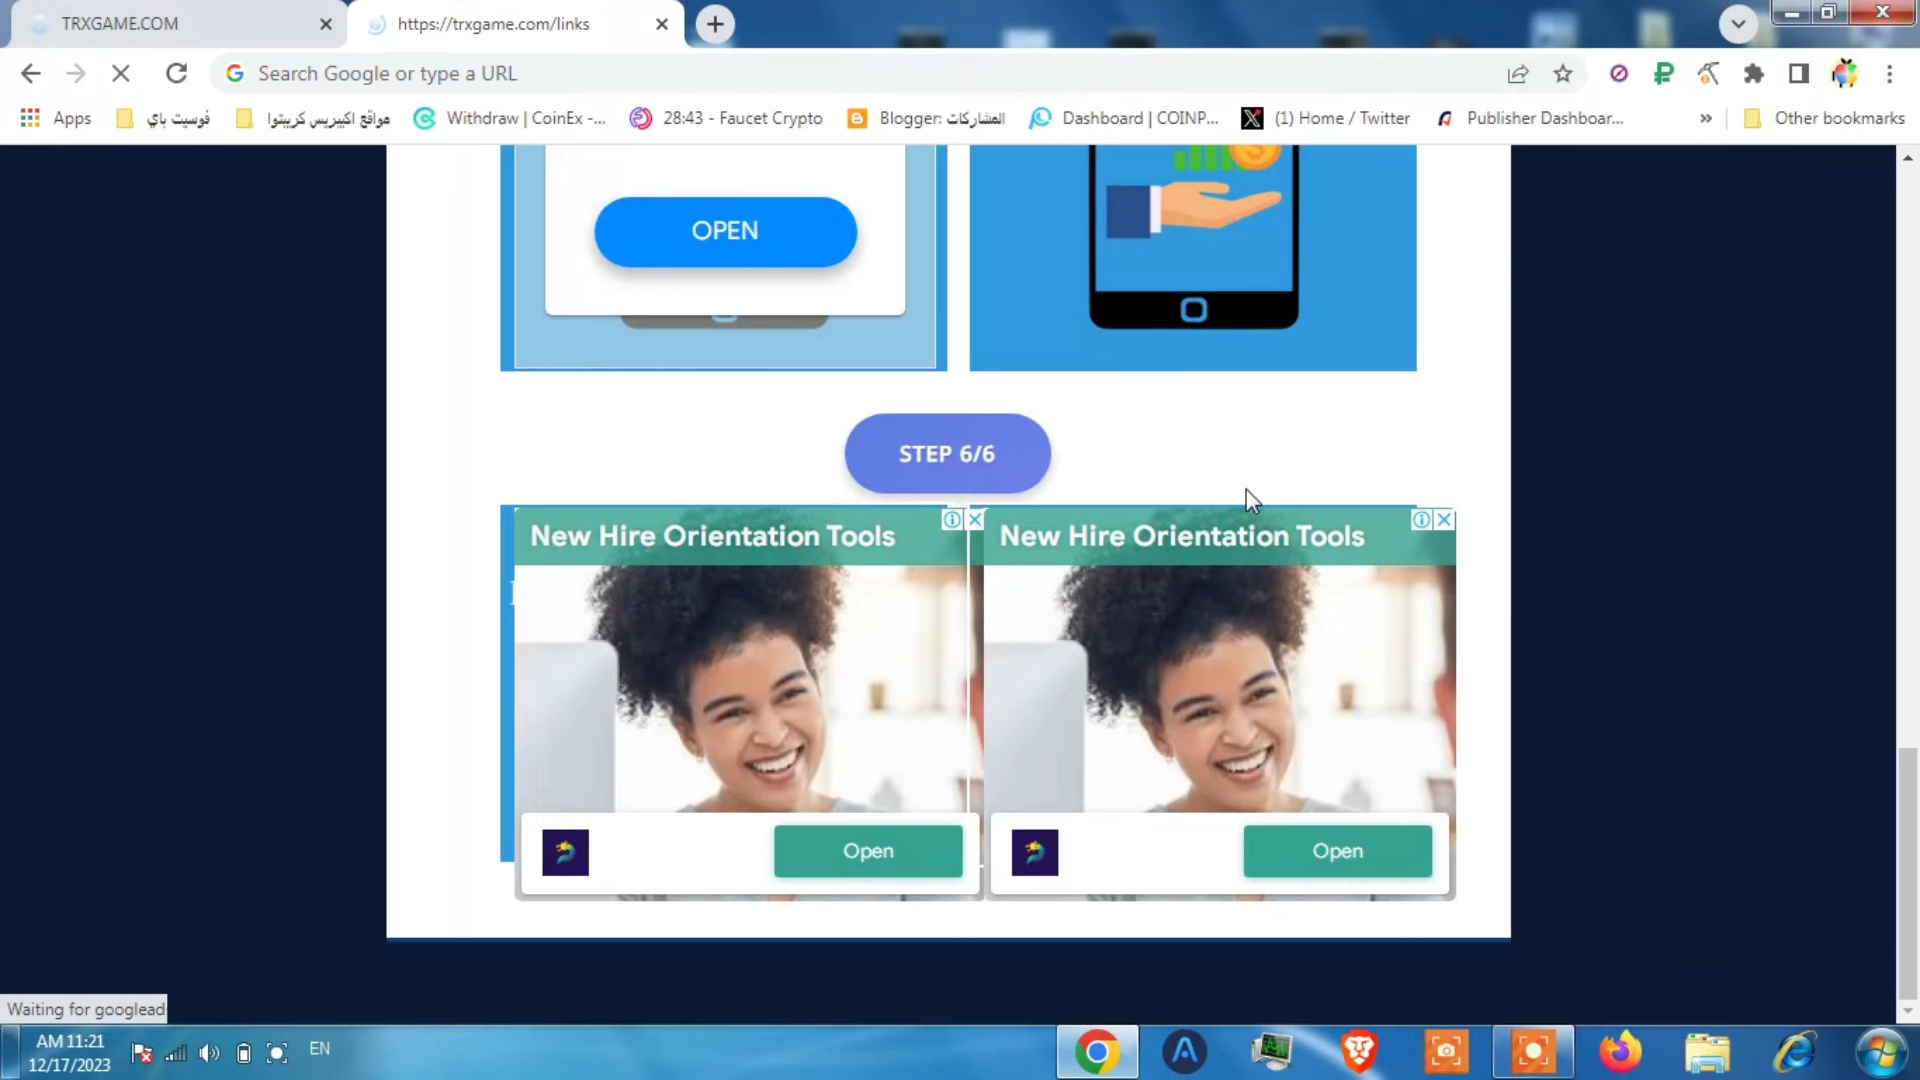 TRXGAME.COM
https://trxgame.com/links
Search Google or type a URL
Apps
فوسيت باي
مواقع اكسبريس كريبتوا
Withdraw | CoinEx -...
28:43 - Faucet Crypto
Blogger: المشاركات
Dashboard | COINP...
(1) Home / Twitter
Publisher Dashboar...
»
Other bookmarks
OPEN
STEP 6/6
New Hire Orientation Tools
New Hire Orientation Tools
Open
Open
Waiting for googlead
AM 11:21
12/17/2023
EN